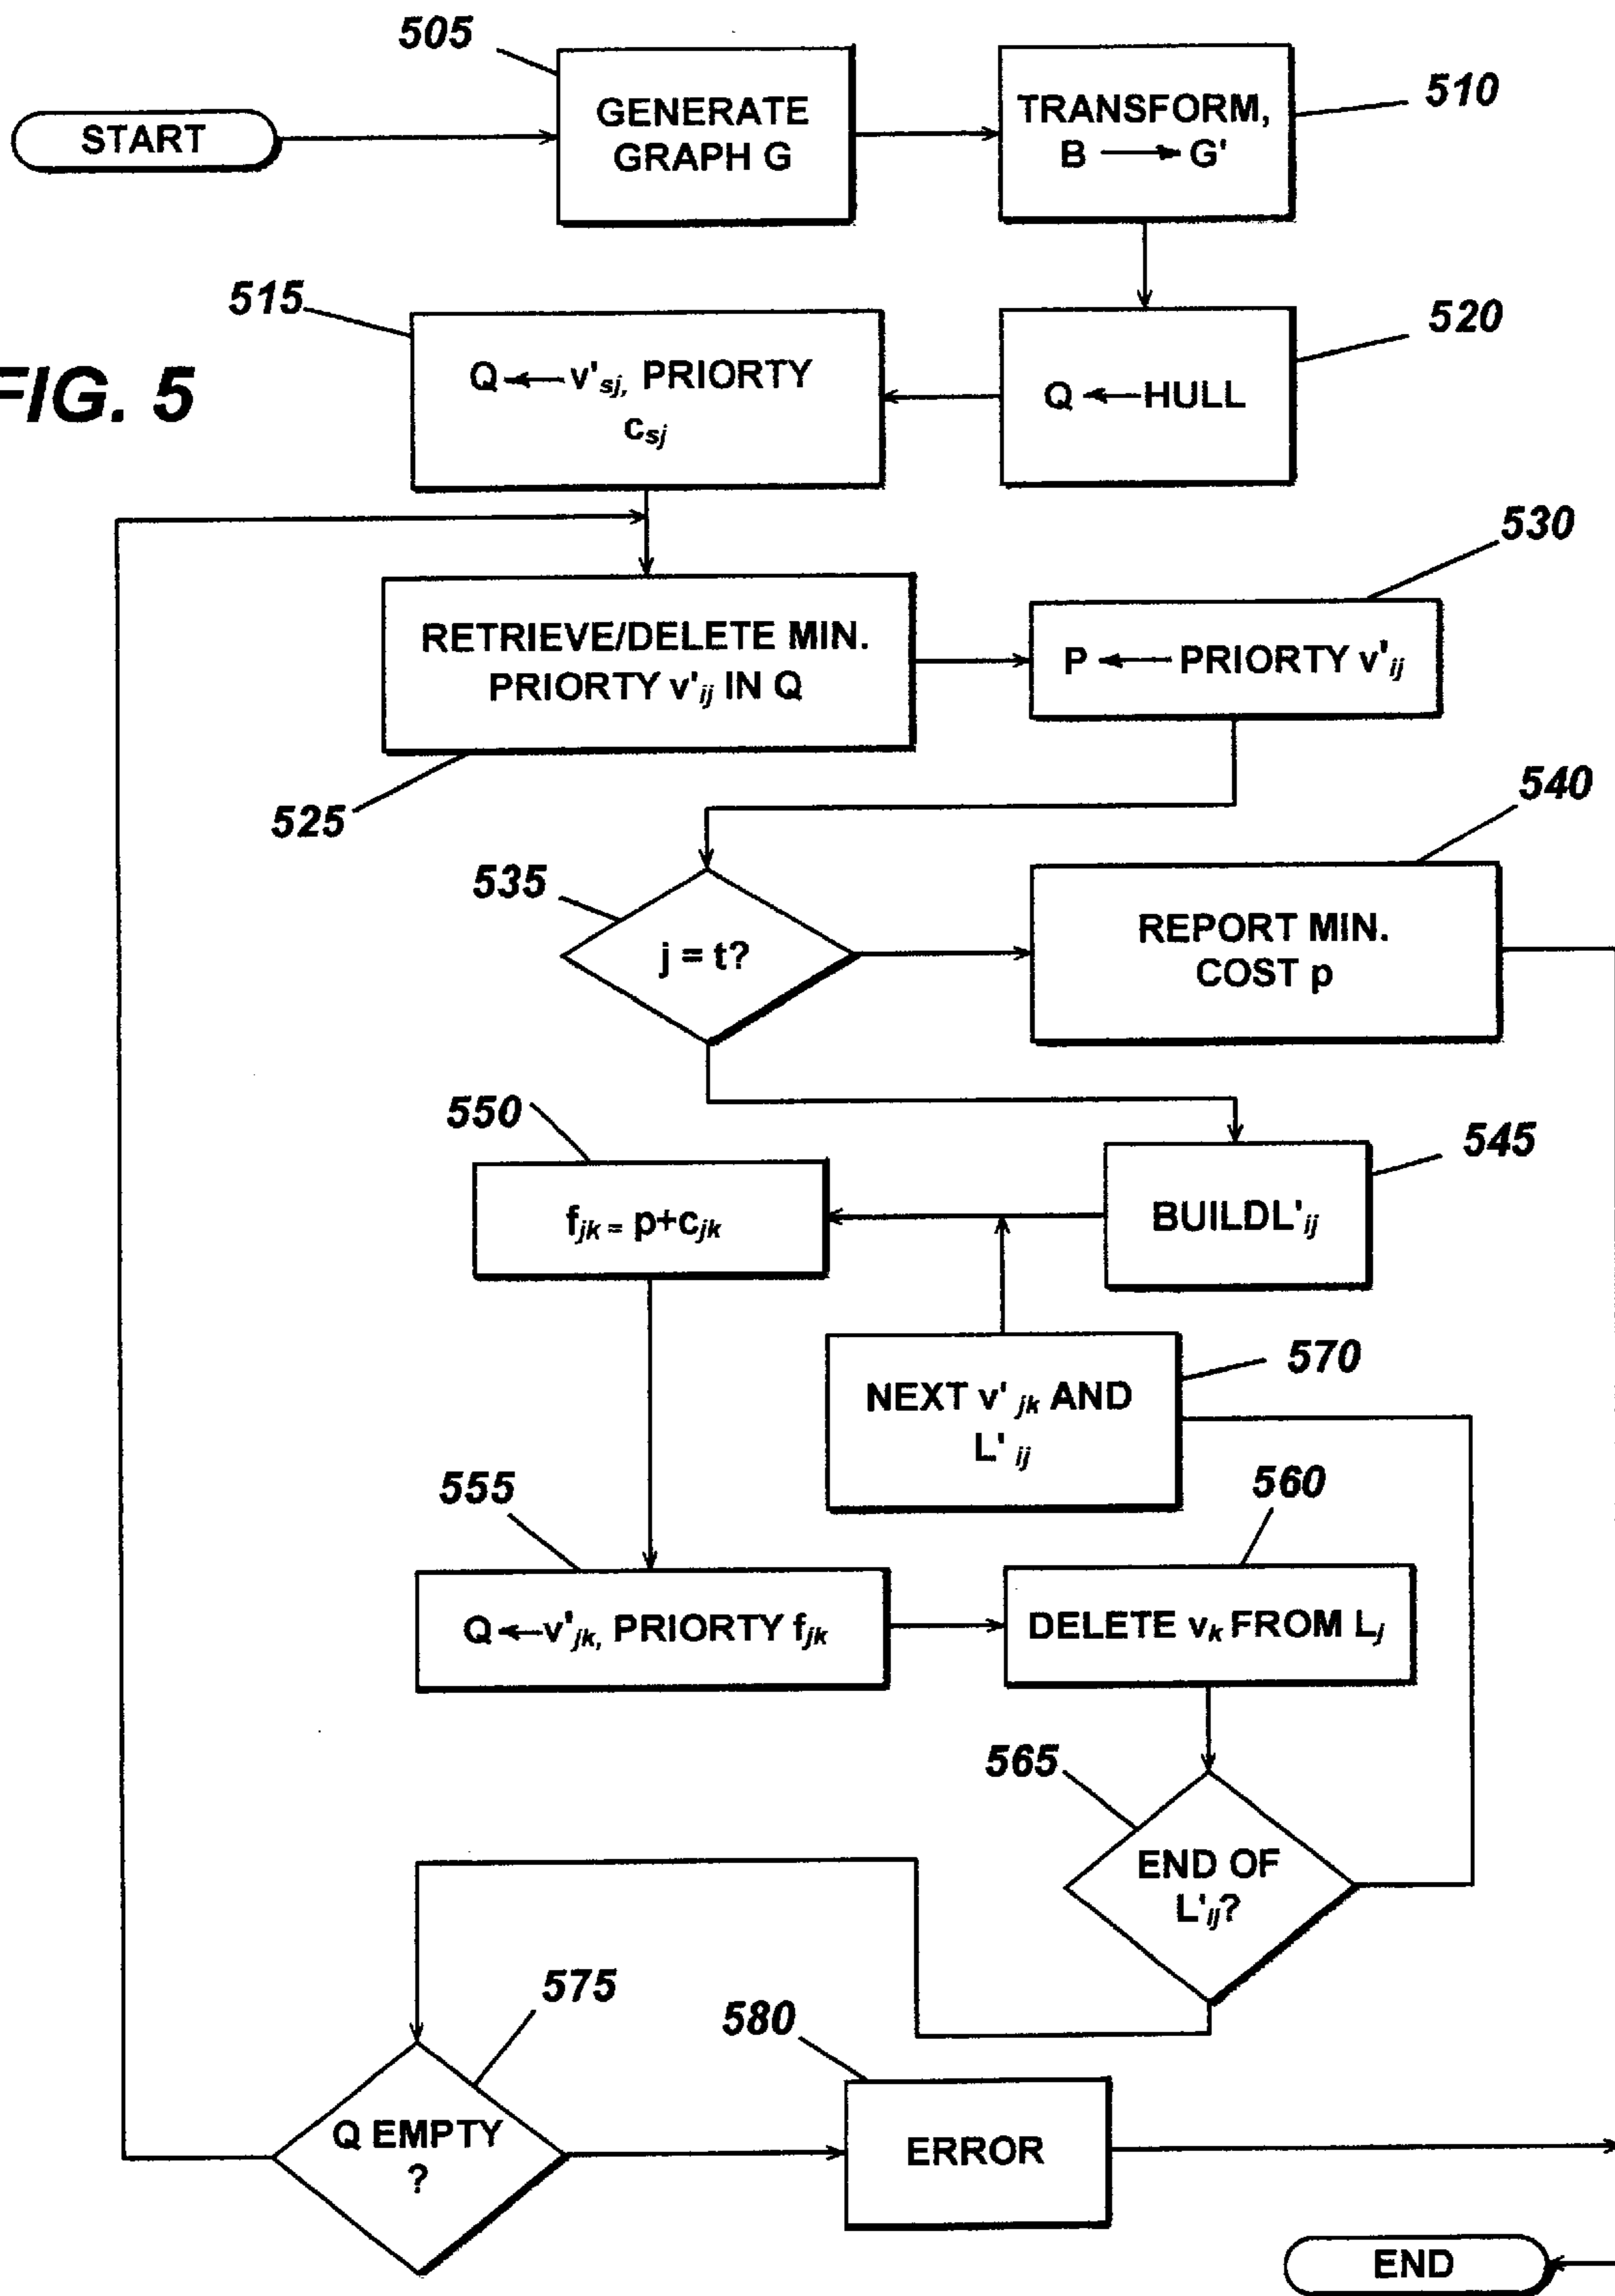 505
START
GENERATE
GRAPH G
TRANSFORM,
B → G'
510
515
520
FIG. 5
Q ← v'sj, PRIORTY
csj
Q ← HULL
530
RETRIEVE/DELETE MIN.
PRIORTY v'ij IN Q
P ← PRIORTY v'ij
525
540
535
j = t?
REPORT MIN.
COST p
550
545
fjk = p+cjk
BUILDL'ij
570
NEXT v' jk AND
L' ij
555
560
Q ← v'jk, PRIORTY fjk
DELETE vk FROM Lj
565
END OF
L'ij?
575
580
Q EMPTY
?
ERROR
END